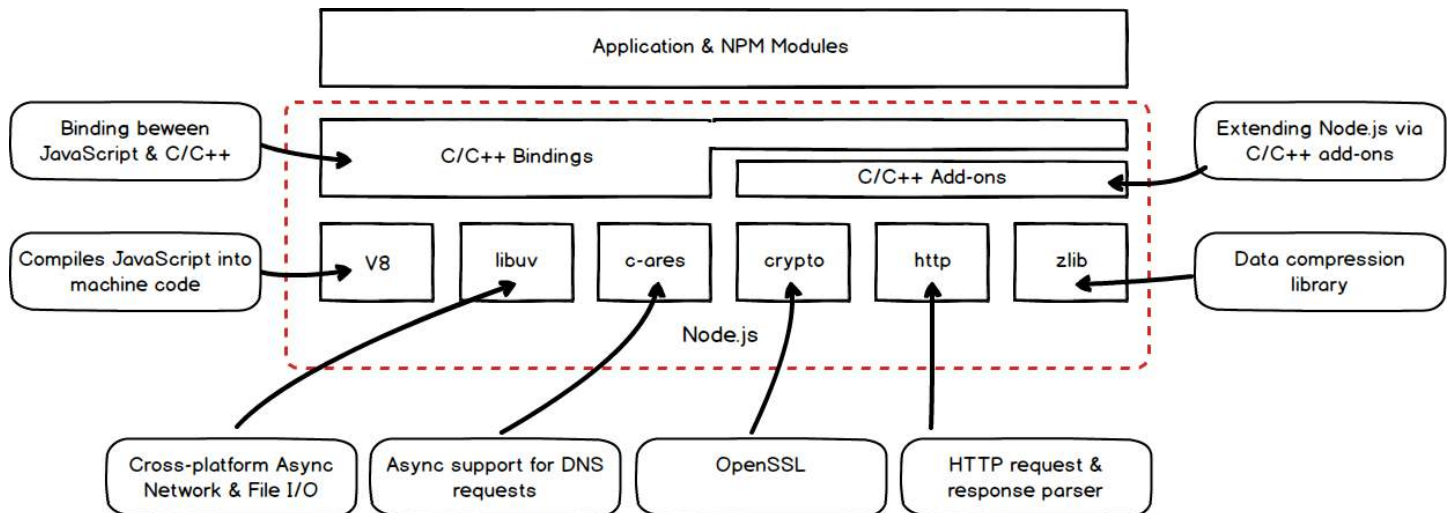 Application & NPM Modules
Binding beween
JavaScript & C/C++
C/C++ Bindings
Extending Node.js via
C/C++ add-ons
C/C++ Add-ons
Compiles JavaScript into
machine code
V8
libuv
c-ares
crypto
http
zlib
Data compression
library
Node.js
Cross-platform Async
Network & File I/O
Async support for DNS
requests
OpenSSL
HTTP request &
response parser